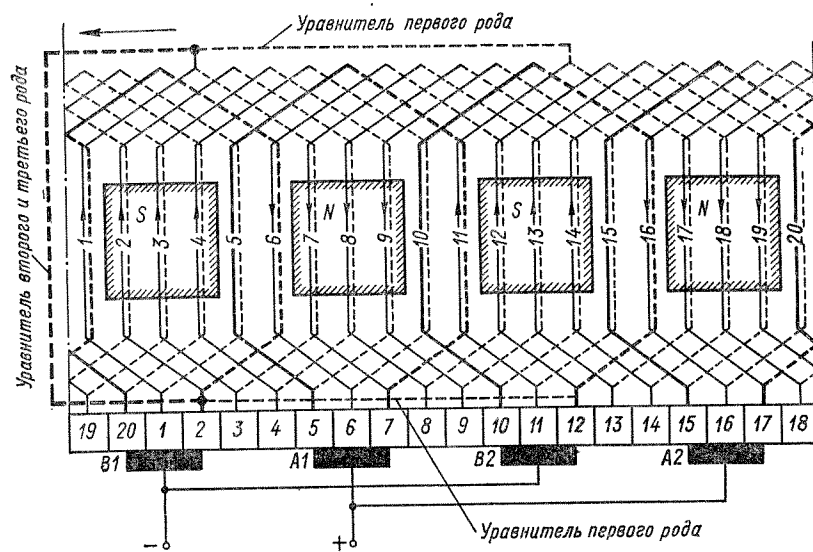 Уравнитель первого рода
Уравнитель второго и третьего рода
S N S N
1 2 3 4 5 6 7 8 9 10 11 12 13 14 15 16 17 18 19 20
19 20 1 2 3 4 5 6 7 8 9 10 11 12 13 14 15 16 17 18
B1 A1 B2 A2
Уравнитель первого рода
− +